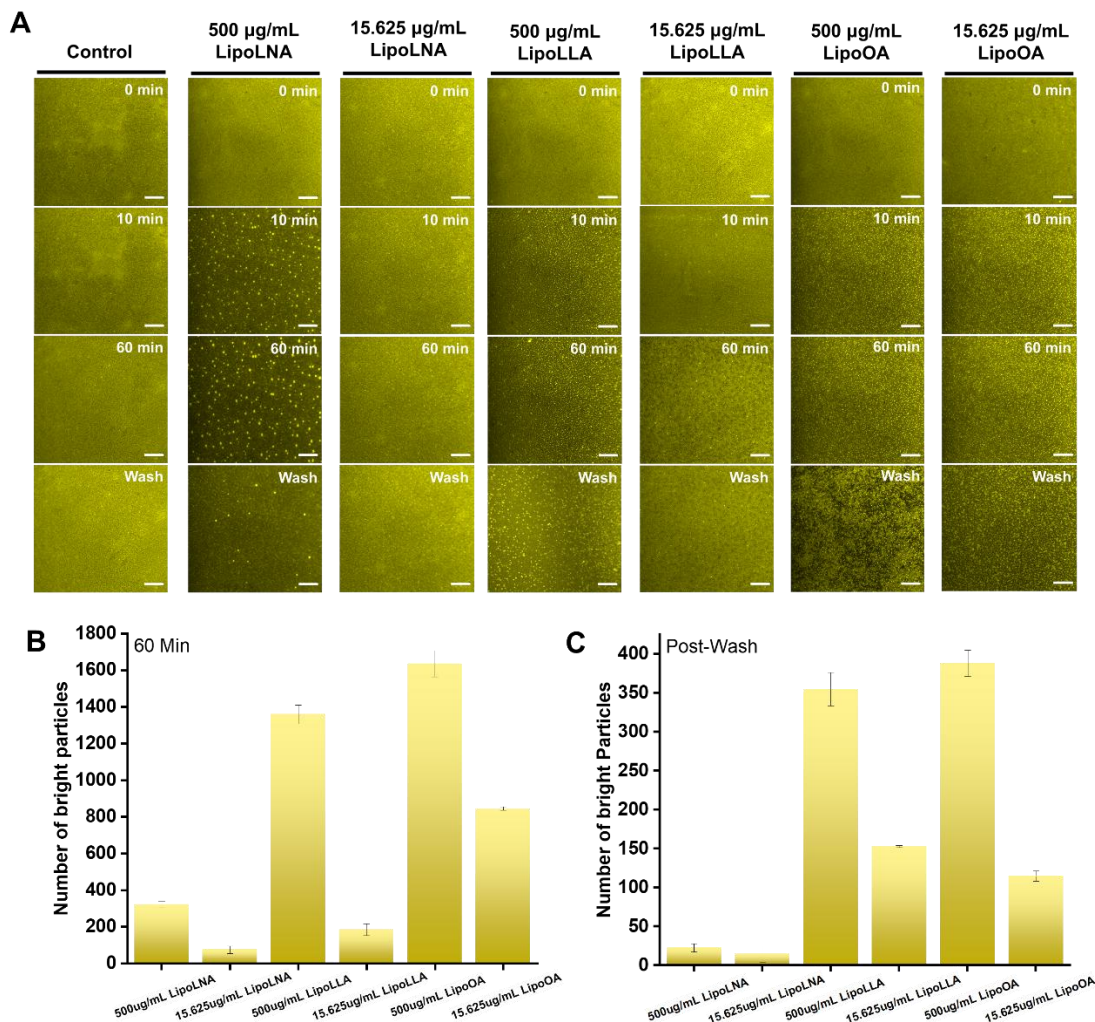 A
Control
500 µg/mL
LipoLNA
15.625 µg/mL
LipoLNA
500 µg/mL
LipoLLA
15.625 µg/mL
LipoLLA
500 µg/mL
LipoOA
15.625 µg/mL
LipoOA
0 min
0 min
0 min
0 min
0 min
0 min
0 min
10 min
10 min
10 min
10 min
10 min
10 min
10 min
60 min
60 min
60 min
60 min
60 min
60 min
60 min
Wash
Wash
Wash
Wash
Wash
Wash
Wash
B
60 Min
Number of bright particles
1800
1600
1400
1200
1000
800
600
400
200
0
500ug/mL LipoLNA
15.625ug/mL LipoLNA
500ug/mL LipoLLA
15.625ug/mL LipoLLA
500ug/mL LipoOA
15.625ug/mL LipoOA
C
Post-Wash
Number of bright Particles
400
350
300
250
200
150
100
50
0
500ug/mL LipoLNA
15.625ug/mL LipoLNA
500ug/mL LipoLLA
15.625ug/mL LipoLLA
500ug/mL LipoOA
15.625ug/mL LipoOA